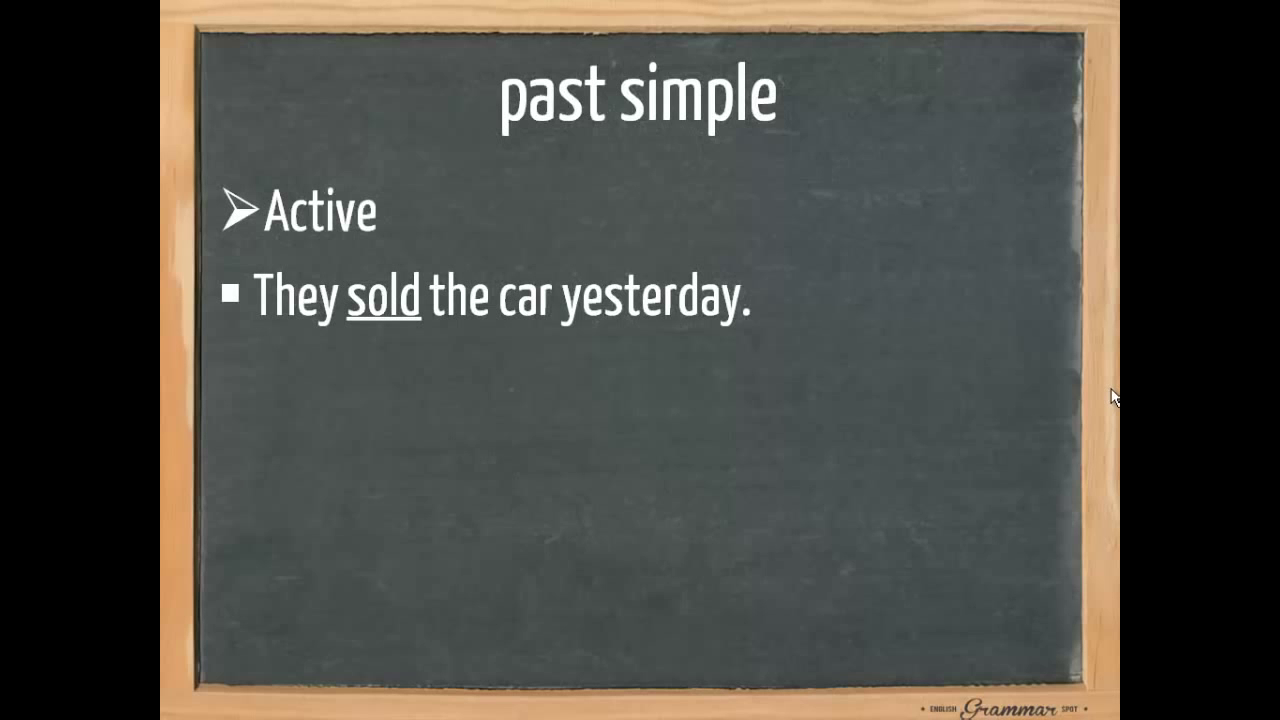 past simple
Active
They sold the car yesterday.
ENGLISH Grammar SPOT